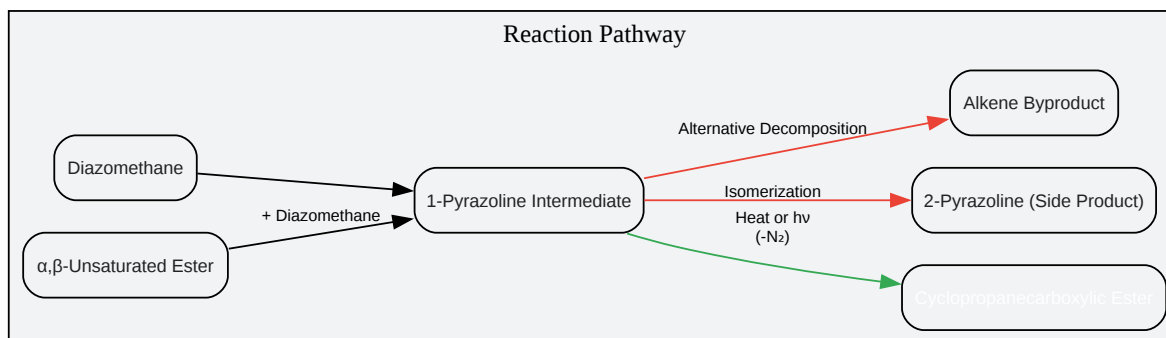 Reaction Pathway
Alkene Byproduct
Alternative Decomposition
Diazomethane
Isomerization
1-Pyrazoline Intermediate
2-Pyrazoline (Side Product)
+ Diazomethane
Heat or hν
(-N₂)
α,β-Unsaturated Ester
Cyclopropanecarboxylic Ester